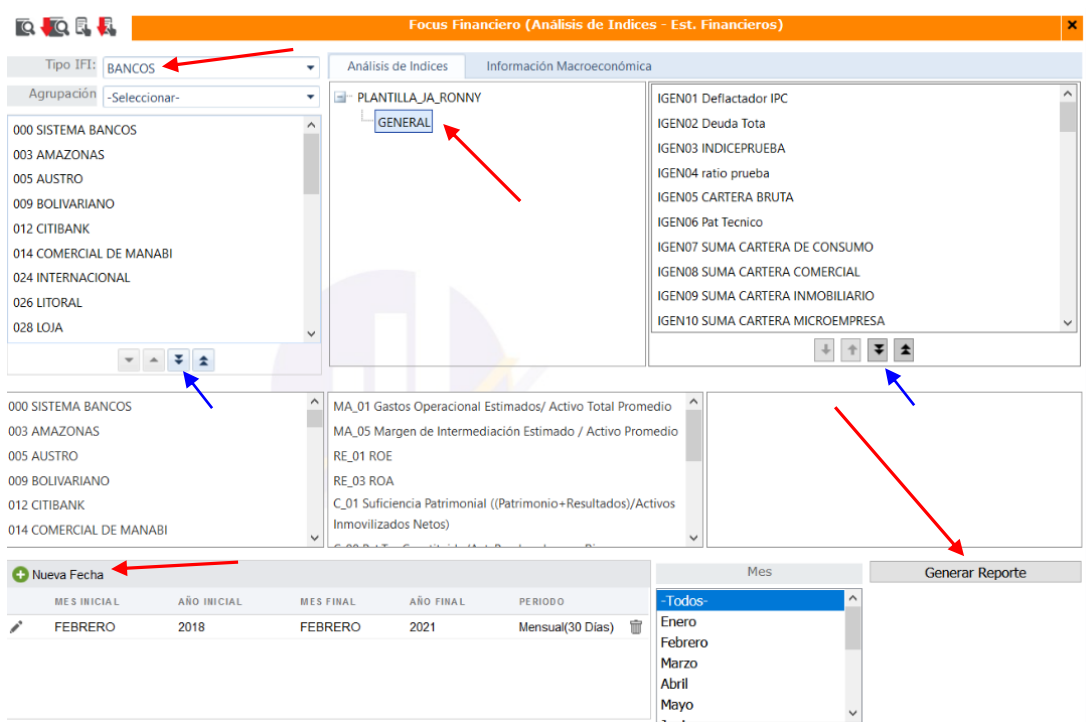 Focus Financiero (Análisis de Indices - Est. Financieros)
x
Tipo IFI:
BANCOS
Agrupación
-Seleccionar-
000 SISTEMA BANCOS
003 AMAZONAS
005 AUSTRO
009 BOLIVARIANO
012 CITIBANK
014 COMERCIAL DE MANABI
024 INTERNACIONAL
026 LITORAL
028 LOJA
Análisis de Indices
Información Macroeconómica
PLANTILLA_JA_RONNY
GENERAL
IGEN01 Deflactador IPC
IGEN02 Deuda Tota
IGEN03 INDICEPRUEBA
IGEN04 ratio prueba
IGEN05 CARTERA BRUTA
IGEN06 Pat Tecnico
IGEN07 SUMA CARTERA DE CONSUMO
IGEN08 SUMA CARTERA COMERCIAL
IGEN09 SUMA CARTERA INMOBILIARIO
IGEN10 SUMA CARTERA MICROEMPRESA
000 SISTEMA BANCOS
003 AMAZONAS
005 AUSTRO
009 BOLIVARIANO
012 CITIBANK
014 COMERCIAL DE MANABI
MA_01 Gastos Operacional Estimados/ Activo Total Promedio
MA_05 Margen de Intermediación Estimado / Activo Promedio
RE_01 ROE
RE_03 ROA
C_01 Suficiencia Patrimonial ((Patrimonio+Resultados)/Activos
Inmovilizados Netos)
Nueva Fecha
MES INICIAL AÑO INICIAL MES FINAL AÑO FINAL PERIODO
FEBRERO 2018 FEBRERO 2021 Mensual(30 Días)
Mes
-Todos-
Enero
Febrero
Marzo
Abril
Mayo
Generar Reporte